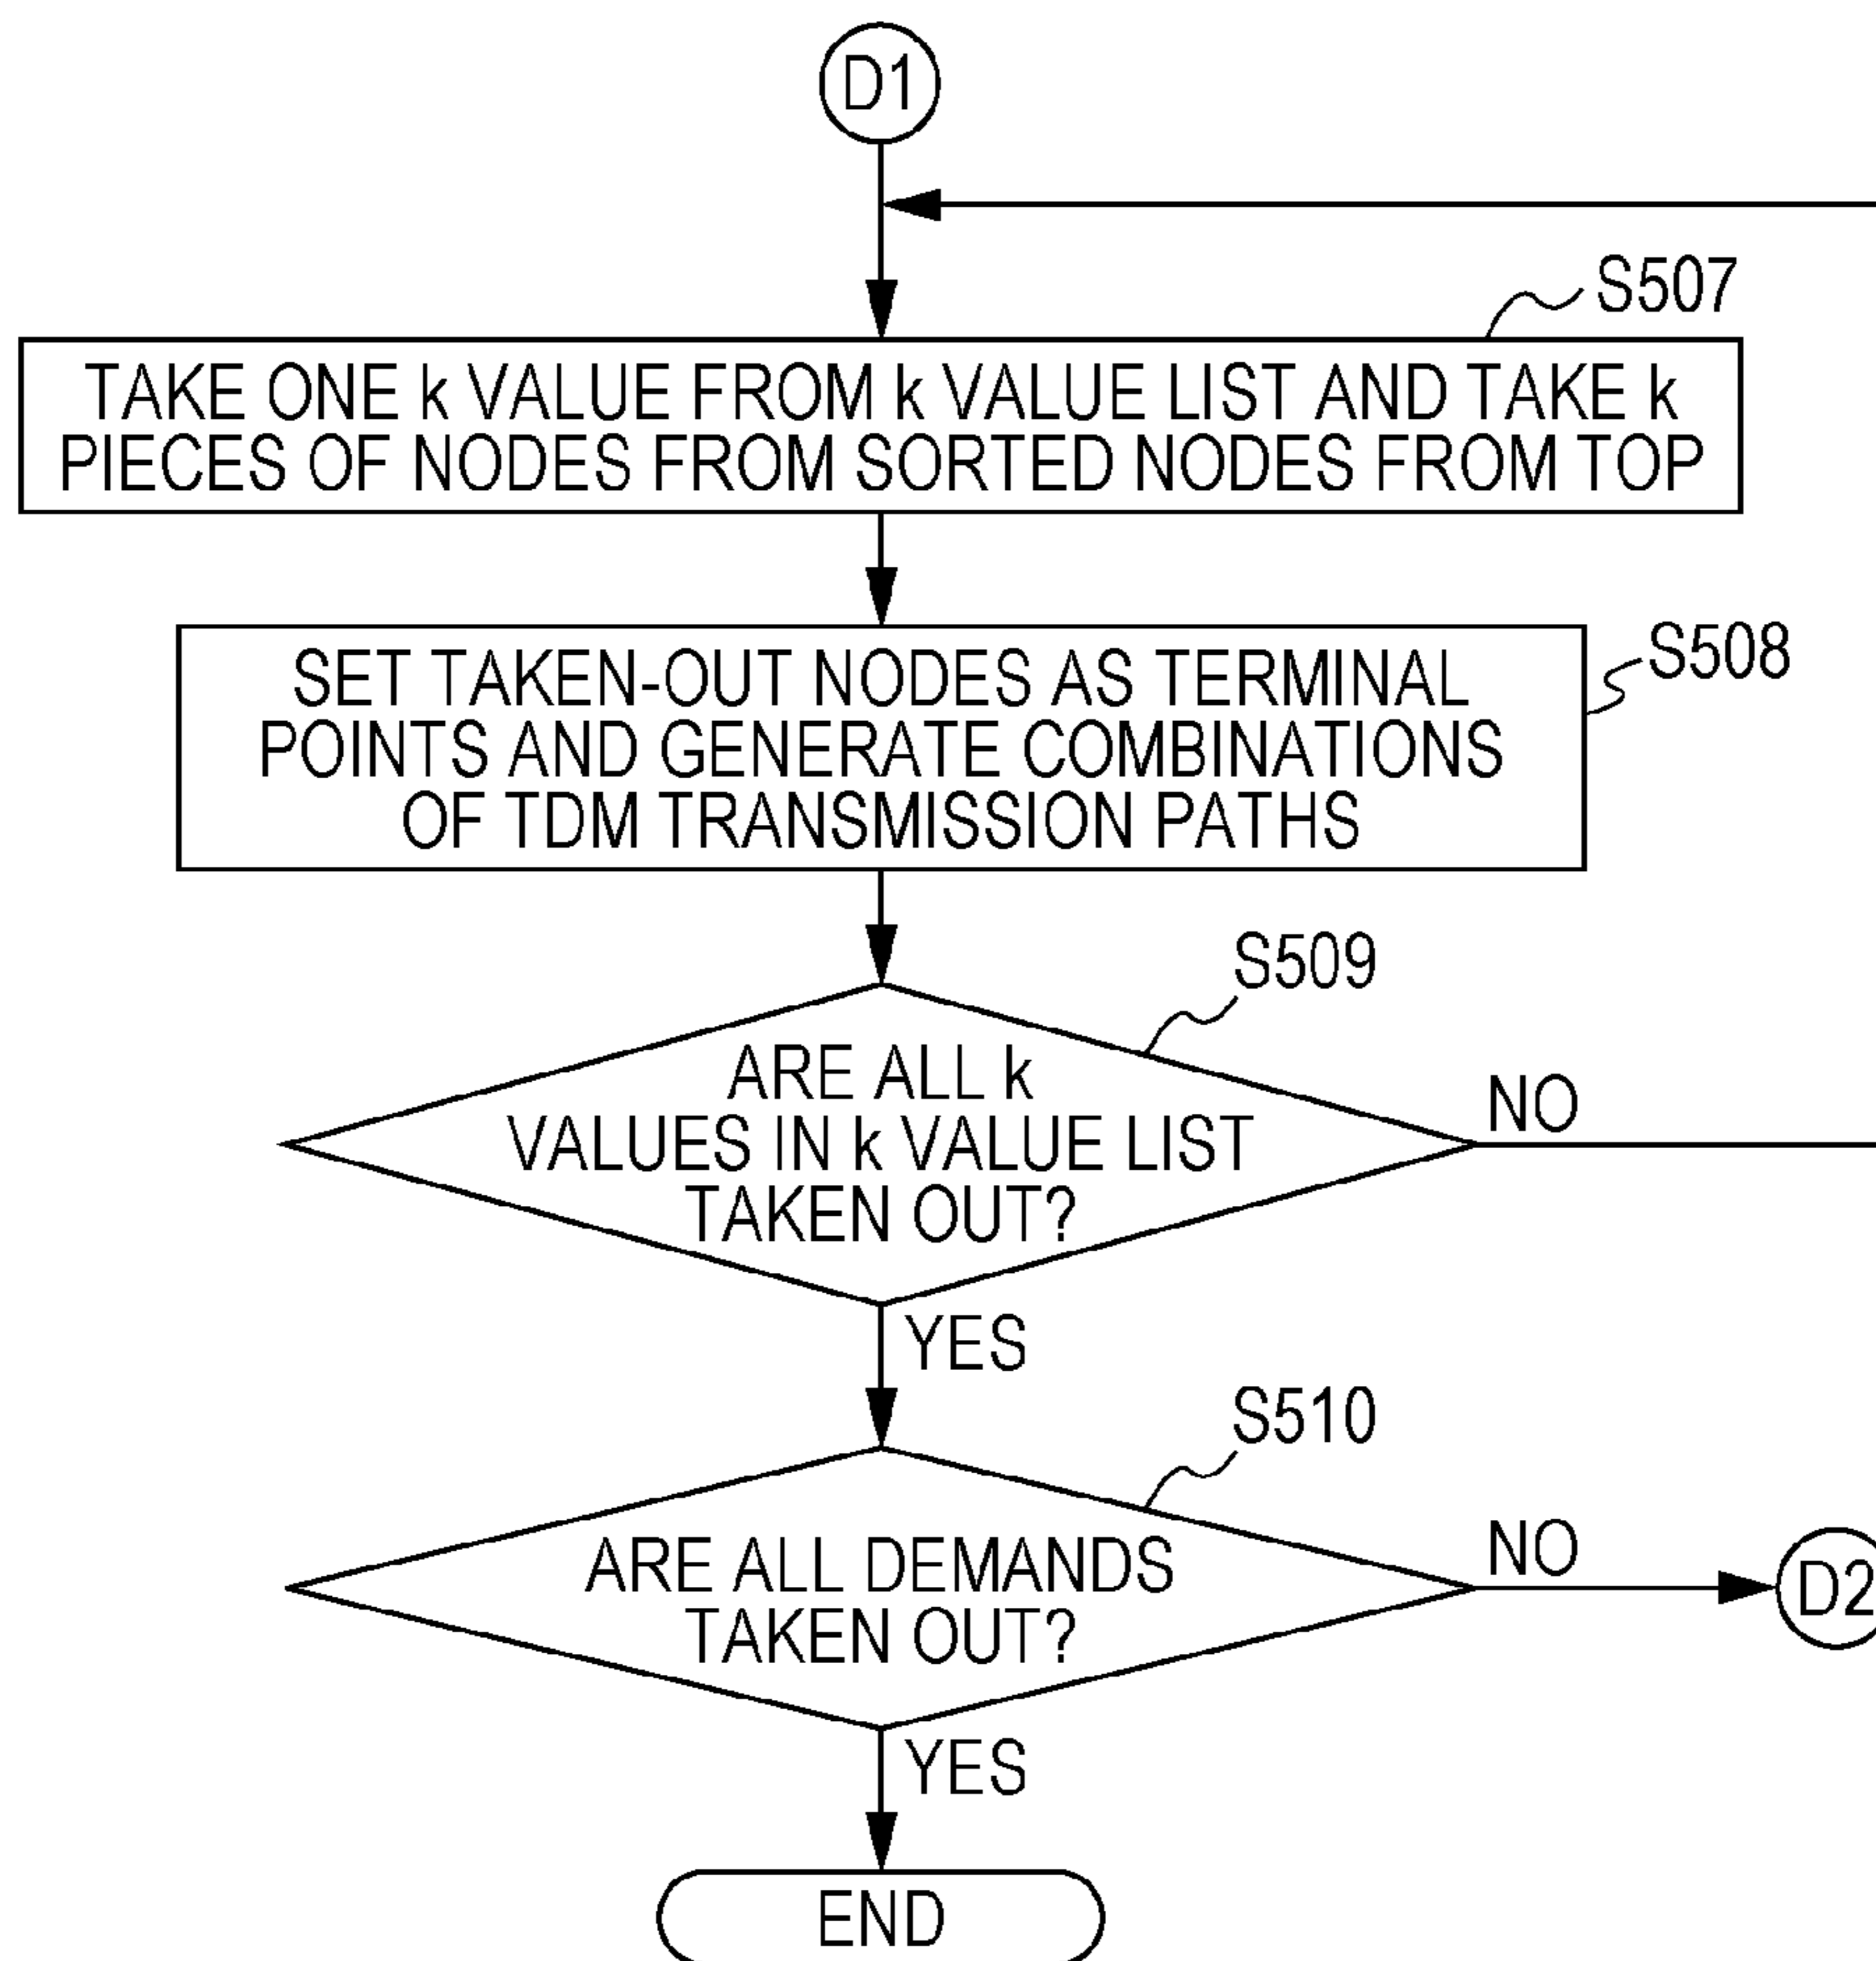 D1
S507
TAKE ONE k VALUE FROM k VALUE LIST AND TAKE k
PIECES OF NODES FROM SORTED NODES FROM TOP
S508
SET TAKEN-OUT NODES AS TERMINAL
POINTS AND GENERATE COMBINATIONS
OF TDM TRANSMISSION PATHS
S509
ARE ALL k
VALUES IN k VALUE LIST
TAKEN OUT?
NO
YES
S510
ARE ALL DEMANDS
TAKEN OUT?
NO
D2
YES
END